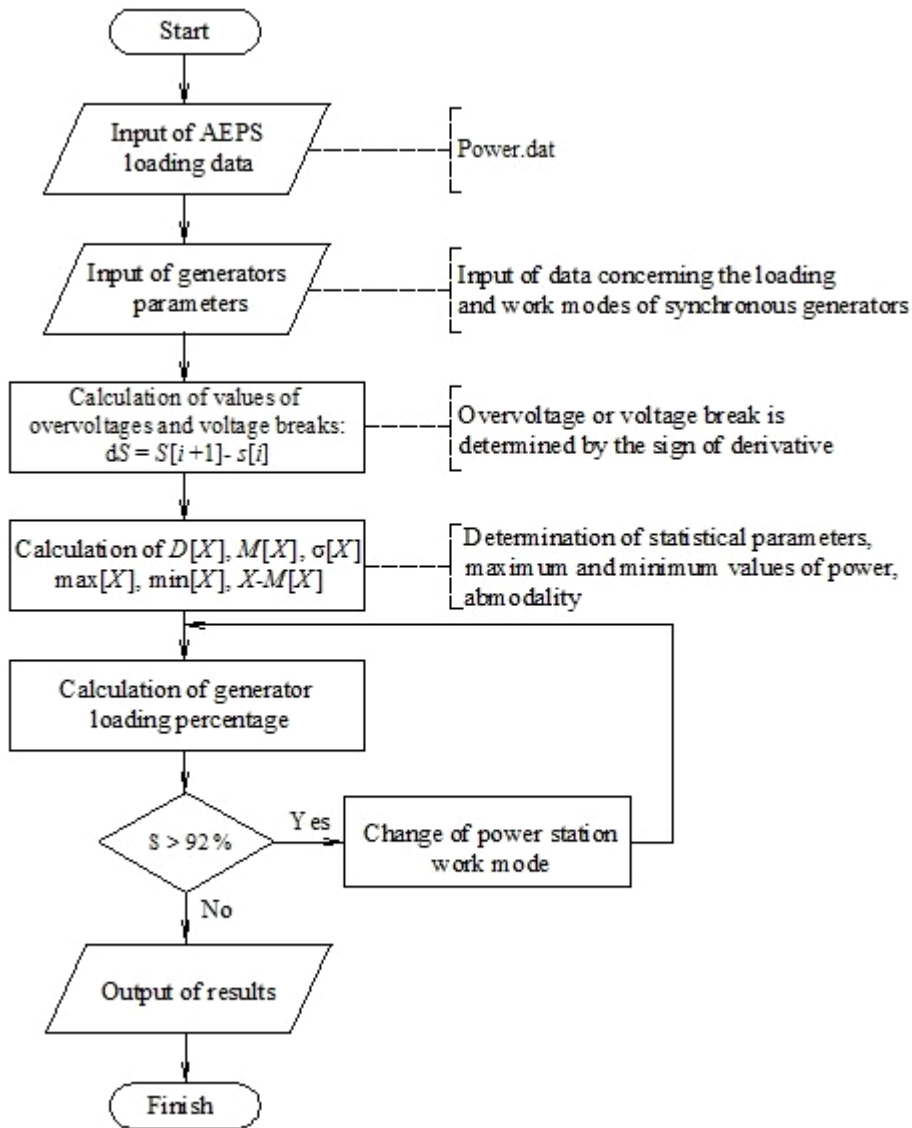 Start
Input of AEPS
loading data
Power.dat
Input of generators
parameters
Input of data concerning the loading
and work modes of synchronous generators
Calculation of values of
overvoltages and voltage breaks:
dS = S[i+1]- s[i]
Overvoltage or voltage break is
determined by the sign of derivative
Calculation of D[X], M[X], σ[X]
max[X], min[X], X-M[X]
Determination of statistical parameters,
maximum and minimum values of power,
abmodality
Calculation of generator
loading percentage
S > 92%
Yes
Change of power station
work mode
No
Output of results
Finish